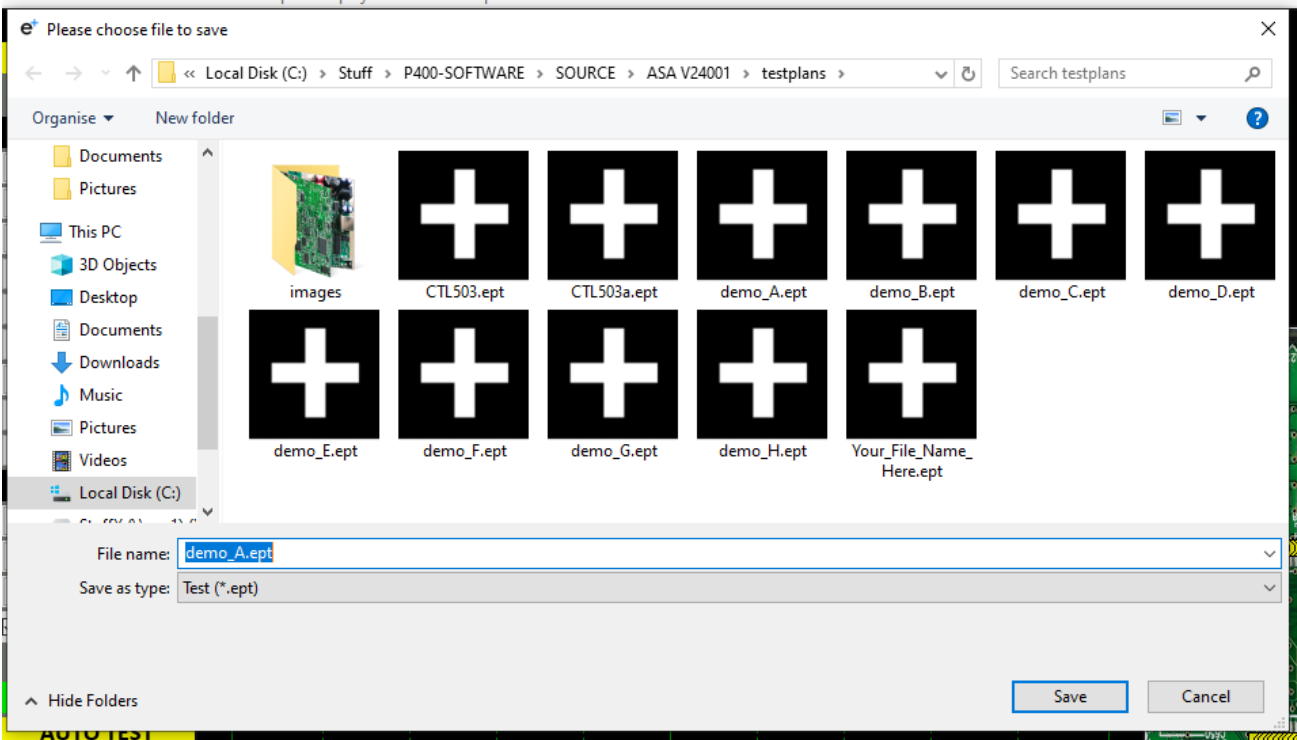 Please choose file to save
« Local Disk (C:) › Stuff › P400-SOFTWARE › SOURCE › ASA V24001 › testplans ›
Search testplans
Organise
New folder
Documents
Pictures
This PC
3D Objects
Desktop
Documents
Downloads
Music
Pictures
Videos
Local Disk (C:)
images
CTL503.ept
CTL503a.ept
demo_A.ept
demo_B.ept
demo_C.ept
demo_D.ept
demo_E.ept
demo_F.ept
demo_G.ept
demo_H.ept
Your_File_Name_
Here.ept
File name: demo_A.ept
Save as type: Test (*.ept)
Hide Folders
Save
Cancel
AUTO TEST